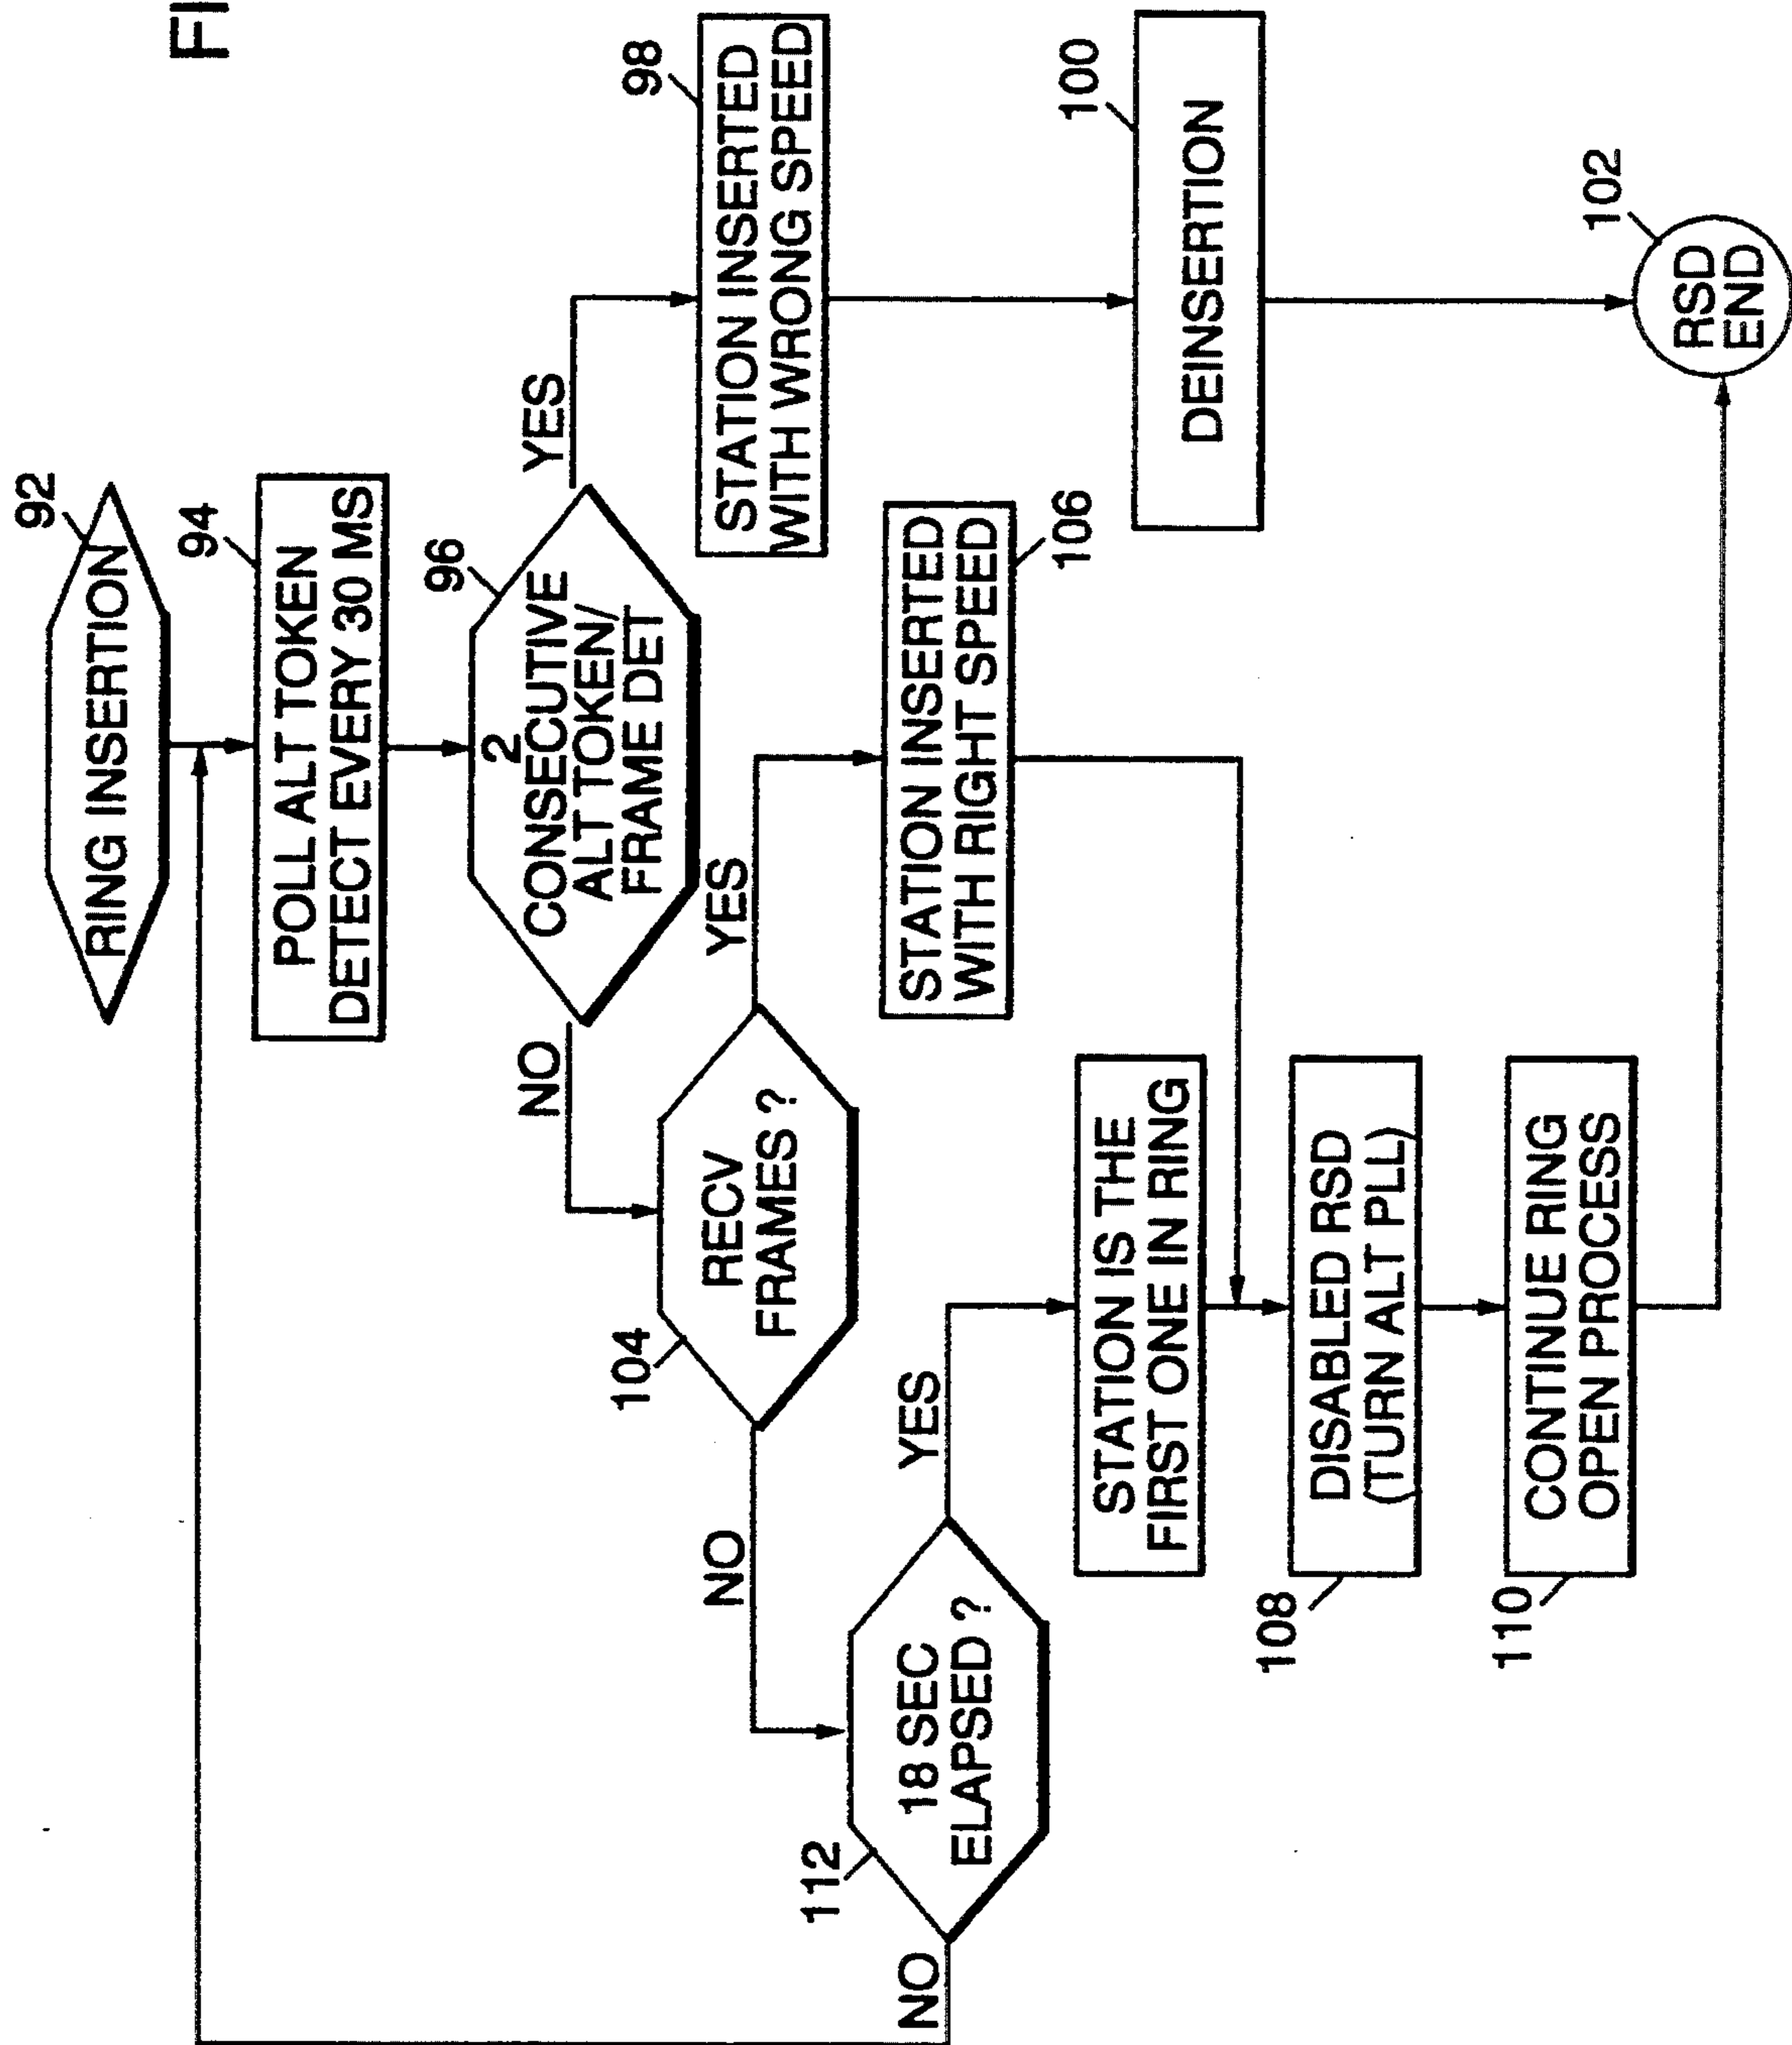 FI
92
RING INSERTION
94
POLL ALT TOKEN
DETECT EVERY 30 MS
96
2
CONSECUTIVE
ALT TOKEN/
FRAME DET
YES
98
STATION INSERTED
WITH WRONG SPEED
100
DEINSERTION
102
RSD
END
NO
104
RECV
FRAMES ?
YES
STATION INSERTED
WITH RIGHT SPEED
106
NO
112
18 SEC
ELAPSED ?
YES
STATION IS THE
FIRST ONE IN RING
108
DISABLED RSD
(TURN ALT PLL)
110
CONTINUE RING
OPEN PROCESS
NO